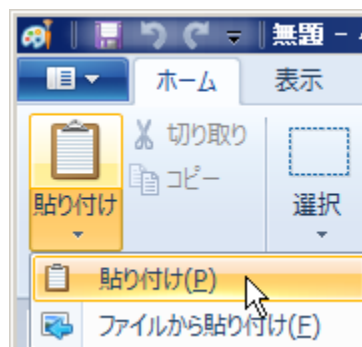 無題 -
ホーム 表示
切り取り
コピー
貼り付け
選択
貼り付け(P)
ファイルから貼り付け(F)